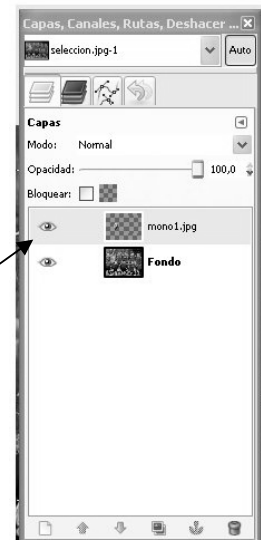 Capas, Canales, Rutas, Deshacer ...
seleccion.jpg-1
Auto
Capas
Modo: Normal
Opacidad: 100,0
Bloquear:
mono1.jpg
Fondo